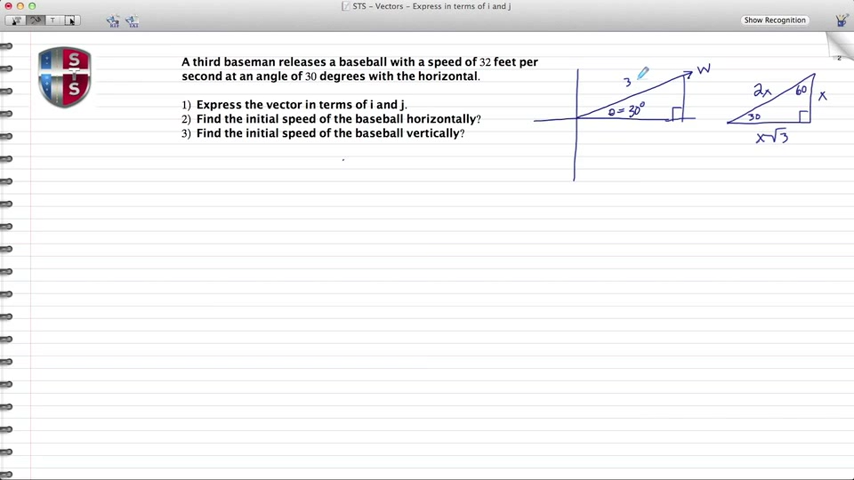 STS - Vectors - Express in terms of i and j
T
Show Recognition
2
S
T
S
A third baseman releases a baseball with a speed of 32 feet per
second at an angle of 30 degrees with the horizontal.
1) Express the vector in terms of i and j.
2) Find the initial speed of the baseball horizontally?
3) Find the initial speed of the baseball vertically?
3
W
θ = 30°
2x
60
x
30
x√3